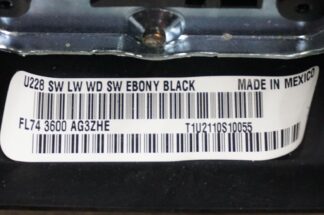 U228 SW LW WD SW EBONY BLACK
MADE IN MEXICO
FL74 3600 AG3ZHE
T1U2110S10055